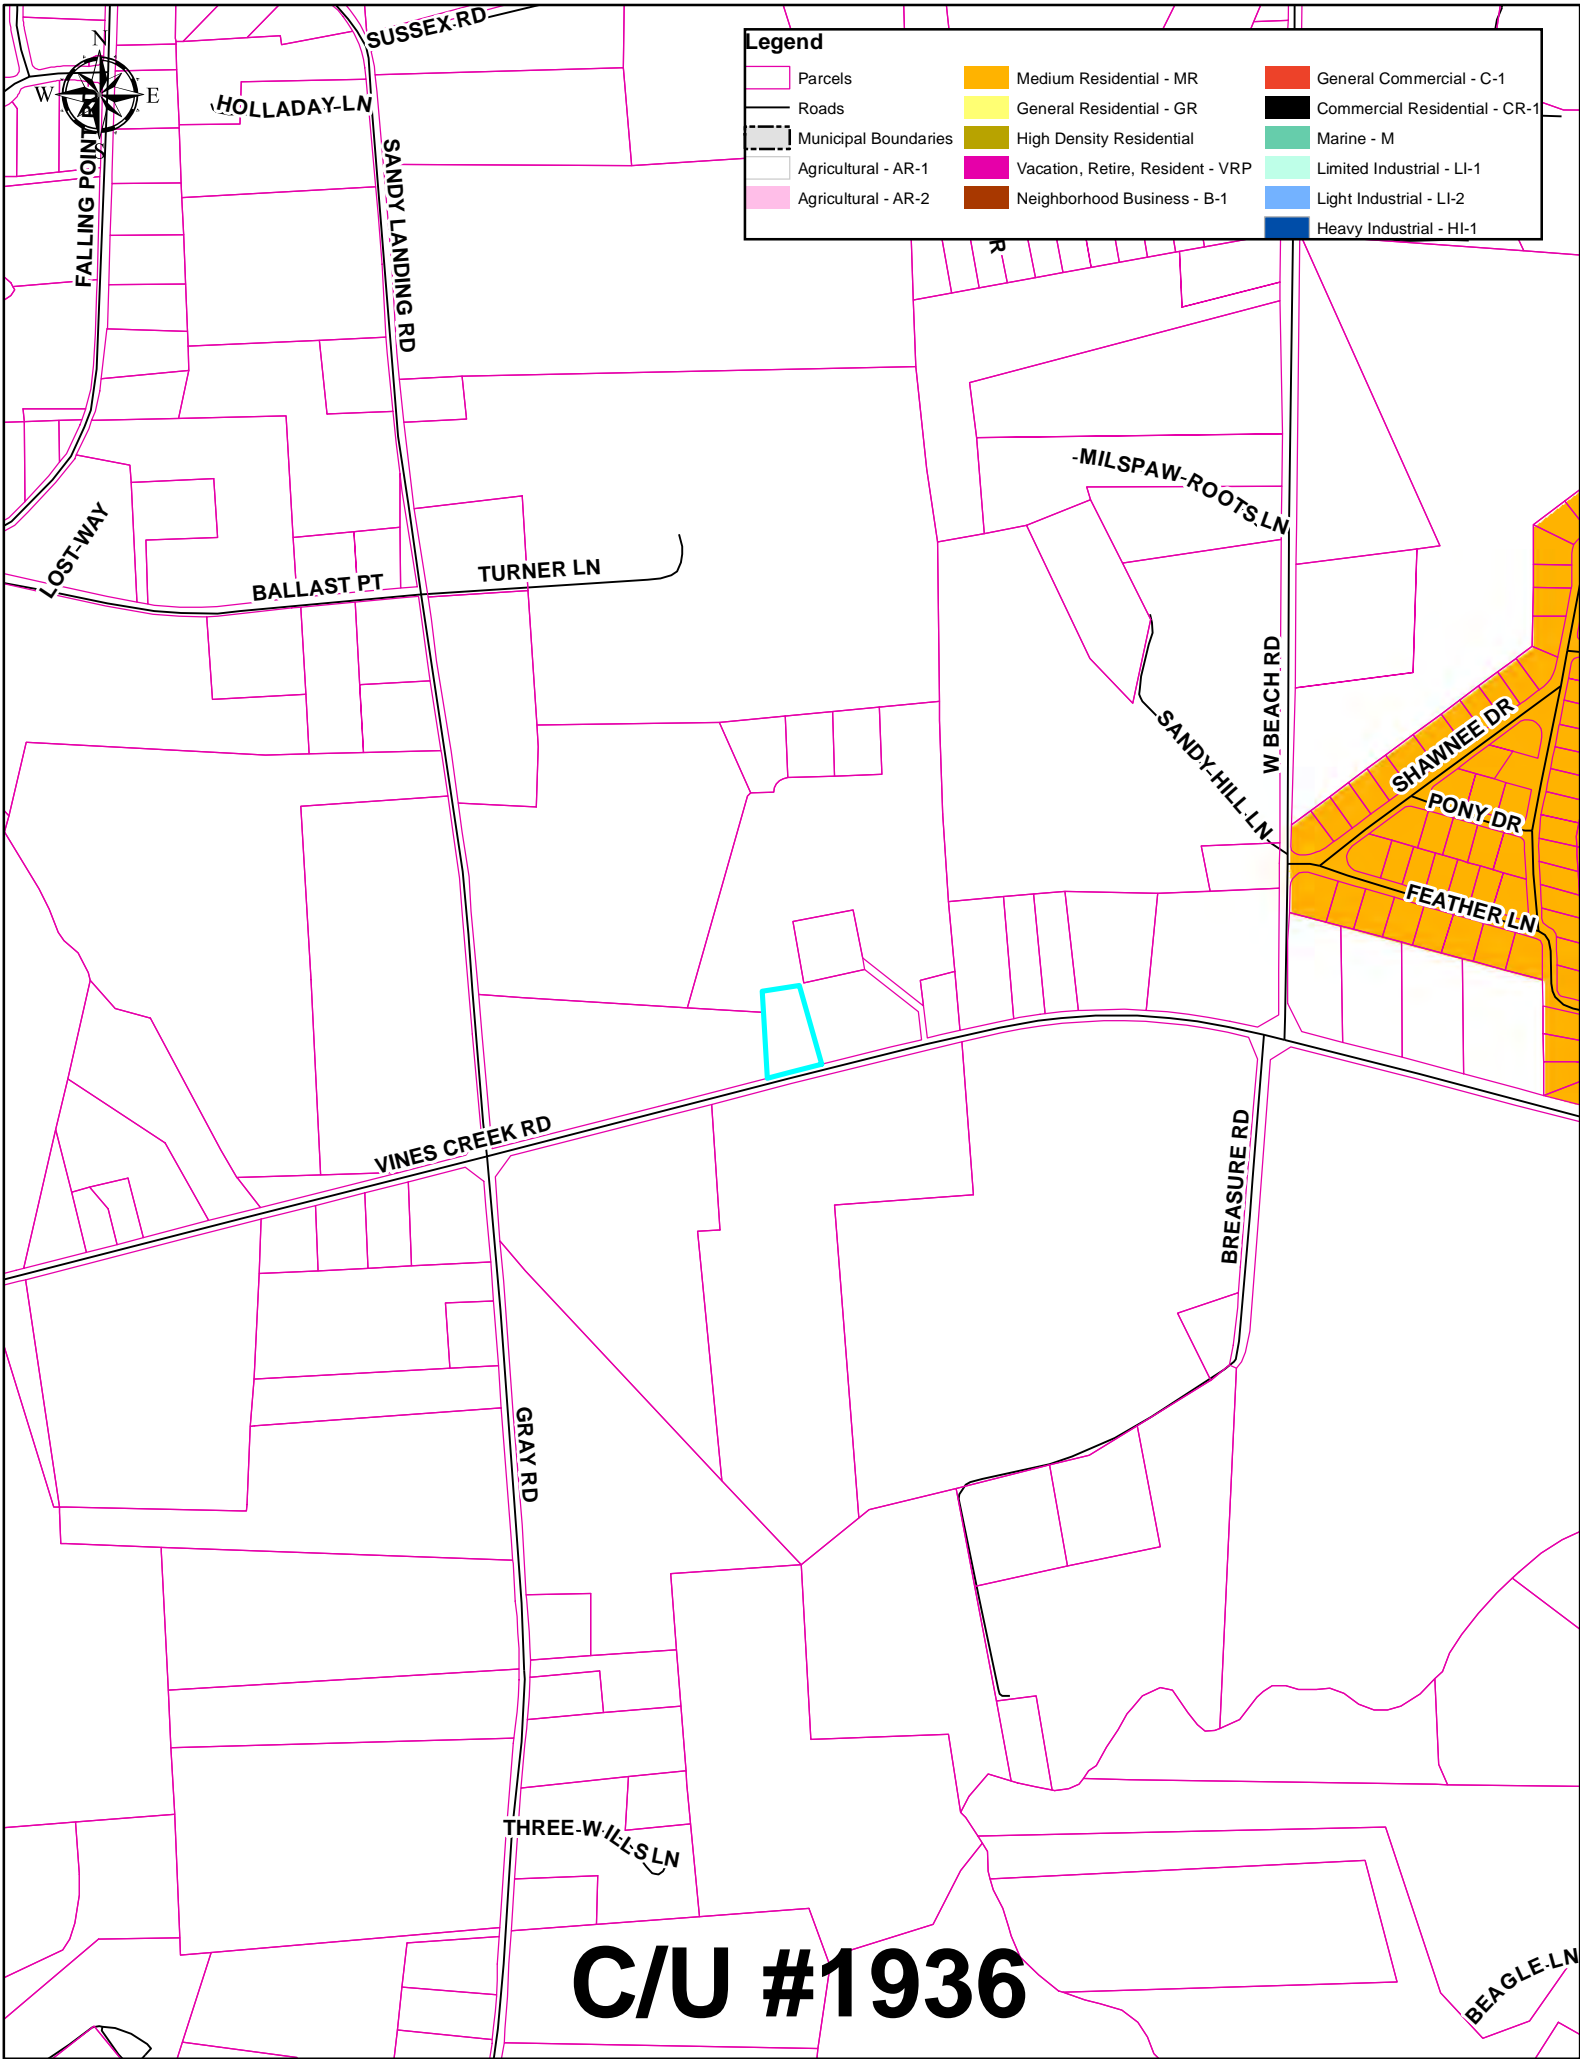 SUSSEX RD
N
W
E
S
HOLLADAY LN
FALLING POINT
SANDY LANDING RD
Legend
Parcels
Roads
Municipal Boundaries
Agricultural - AR-1
Agricultural - AR-2
Medium Residential - MR
General Residential - GR
High Density Residential
Vacation, Retire, Resident - VRP
Neighborhood Business - B-1
General Commercial - C-1
Commercial Residential - CR-1
Marine - M
Limited Industrial - LI-1
Light Industrial - LI-2
Heavy Industrial - HI-1
R
MILSPAW ROOTS LN
LOST WAY
BALLAST PT
TURNER LN
W BEACH RD
SANDY HILL LN
SHAWNEE DR
PONY DR
FEATHER LN
VINES CREEK RD
BREASURE RD
GRAY RD
THREE WILLS LN
BEAGLE LN
C/U #1936